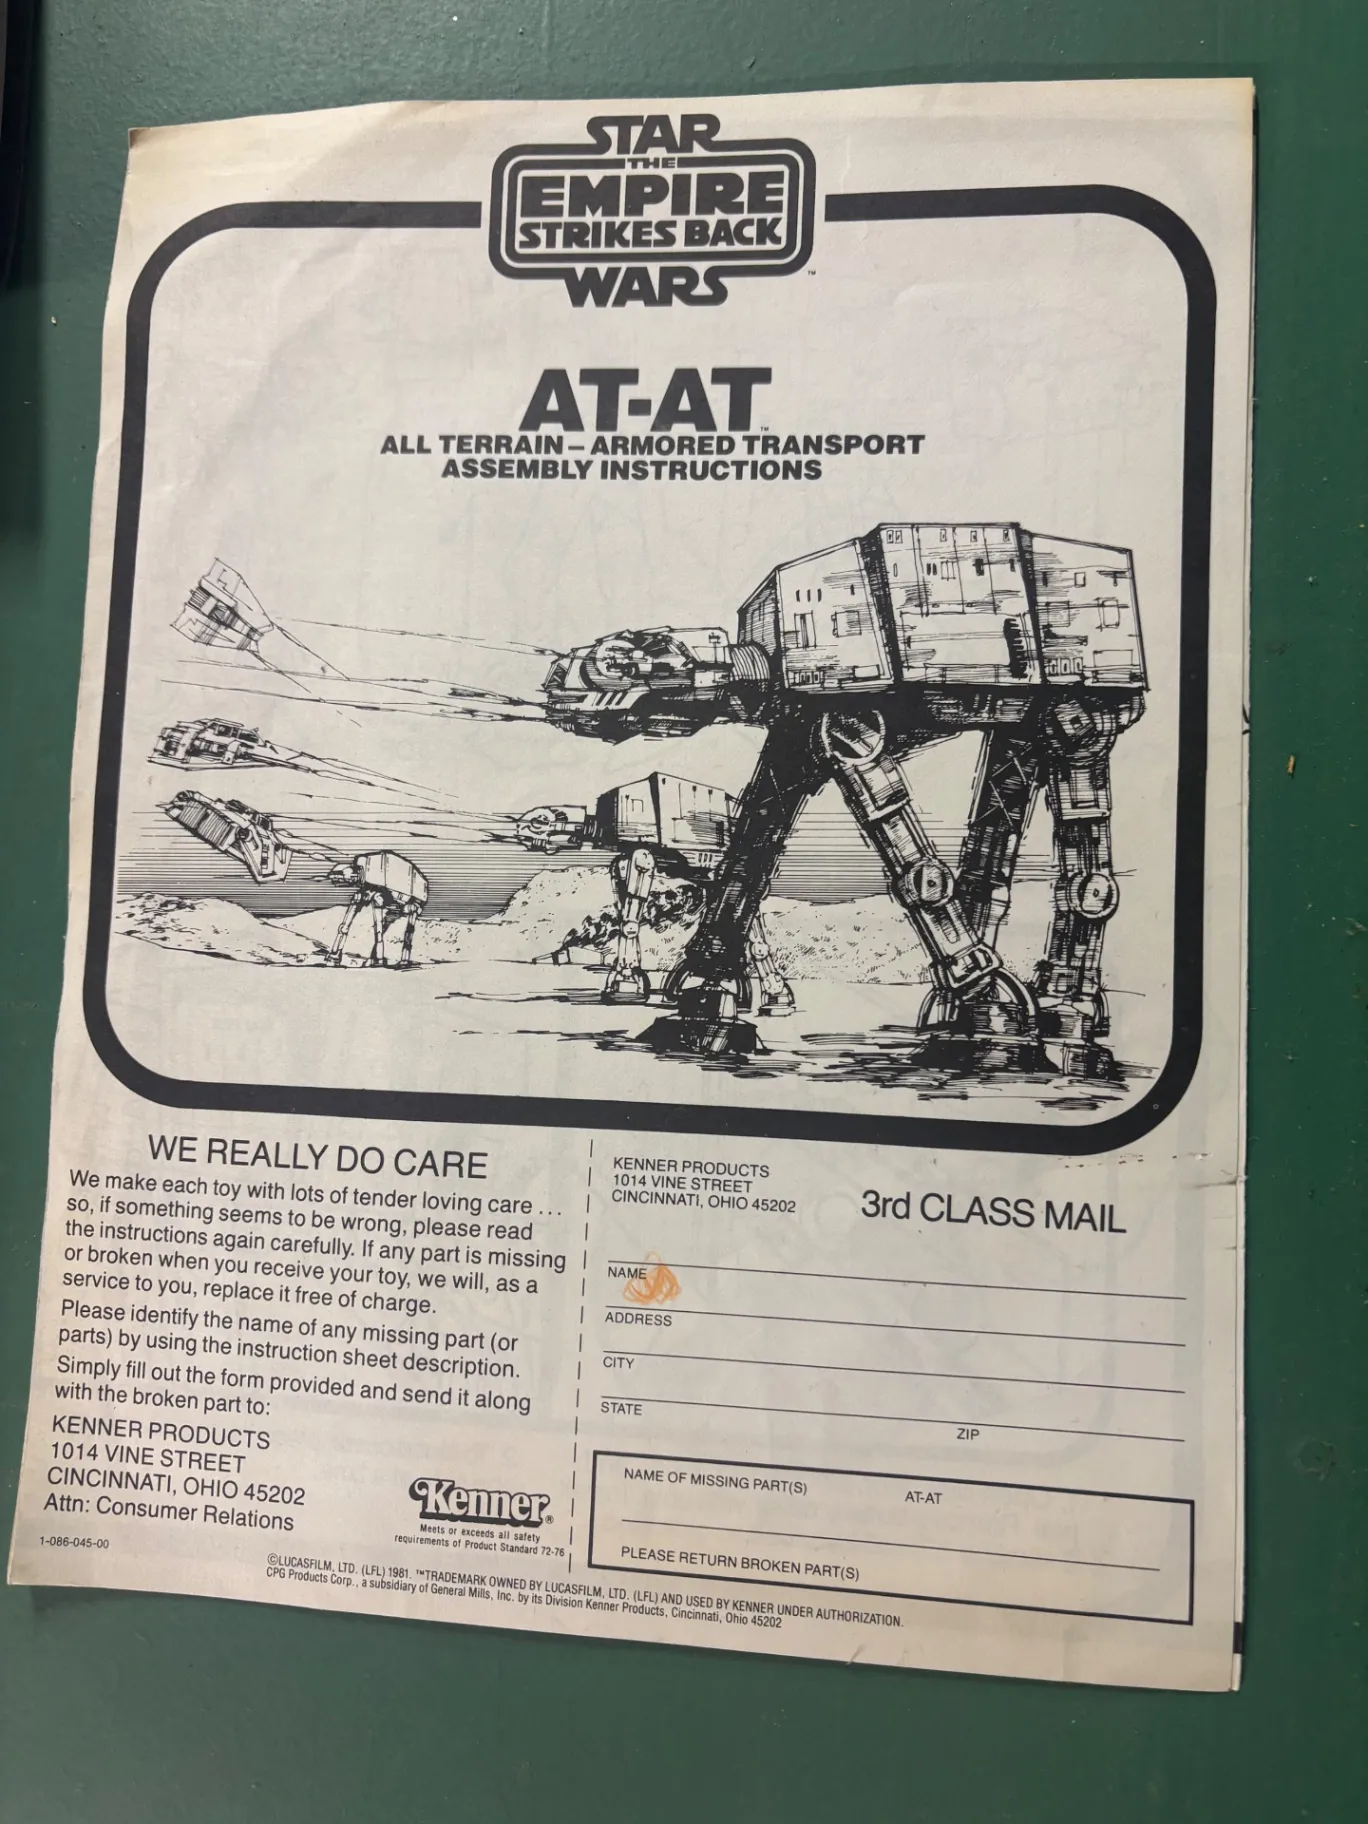 STAR
THE
EMPIRE
STRIKES BACK
WARS ™
AT-AT™
ALL TERRAIN – ARMORED TRANSPORT
ASSEMBLY INSTRUCTIONS
WE REALLY DO CARE
We make each toy with lots of tender loving care ...
so, if something seems to be wrong, please read
the instructions again carefully. If any part is missing
or broken when you receive your toy, we will, as a
service to you, replace it free of charge.
Please identify the name of any missing part (or
parts) by using the instruction sheet description.
Simply fill out the form provided and send it along
with the broken part to:
KENNER PRODUCTS
1014 VINE STREET
CINCINNATI, OHIO 45202
Attn: Consumer Relations
1-086-045-00
Kenner®
Meets or exceeds all safety
requirements of Product Standard 72-76
KENNER PRODUCTS
1014 VINE STREET
CINCINNATI, OHIO 45202
3rd CLASS MAIL
NAME
ADDRESS
CITY
STATE
ZIP
NAME OF MISSING PART(S)
AT-AT
PLEASE RETURN BROKEN PART(S)
©LUCASFILM, LTD. (LFL) 1981. ™TRADEMARK OWNED BY LUCASFILM, LTD. (LFL) AND USED BY KENNER UNDER AUTHORIZATION.
CPG Products Corp., a subsidiary of General Mills, Inc. by its Division Kenner Products, Cincinnati, Ohio 45202